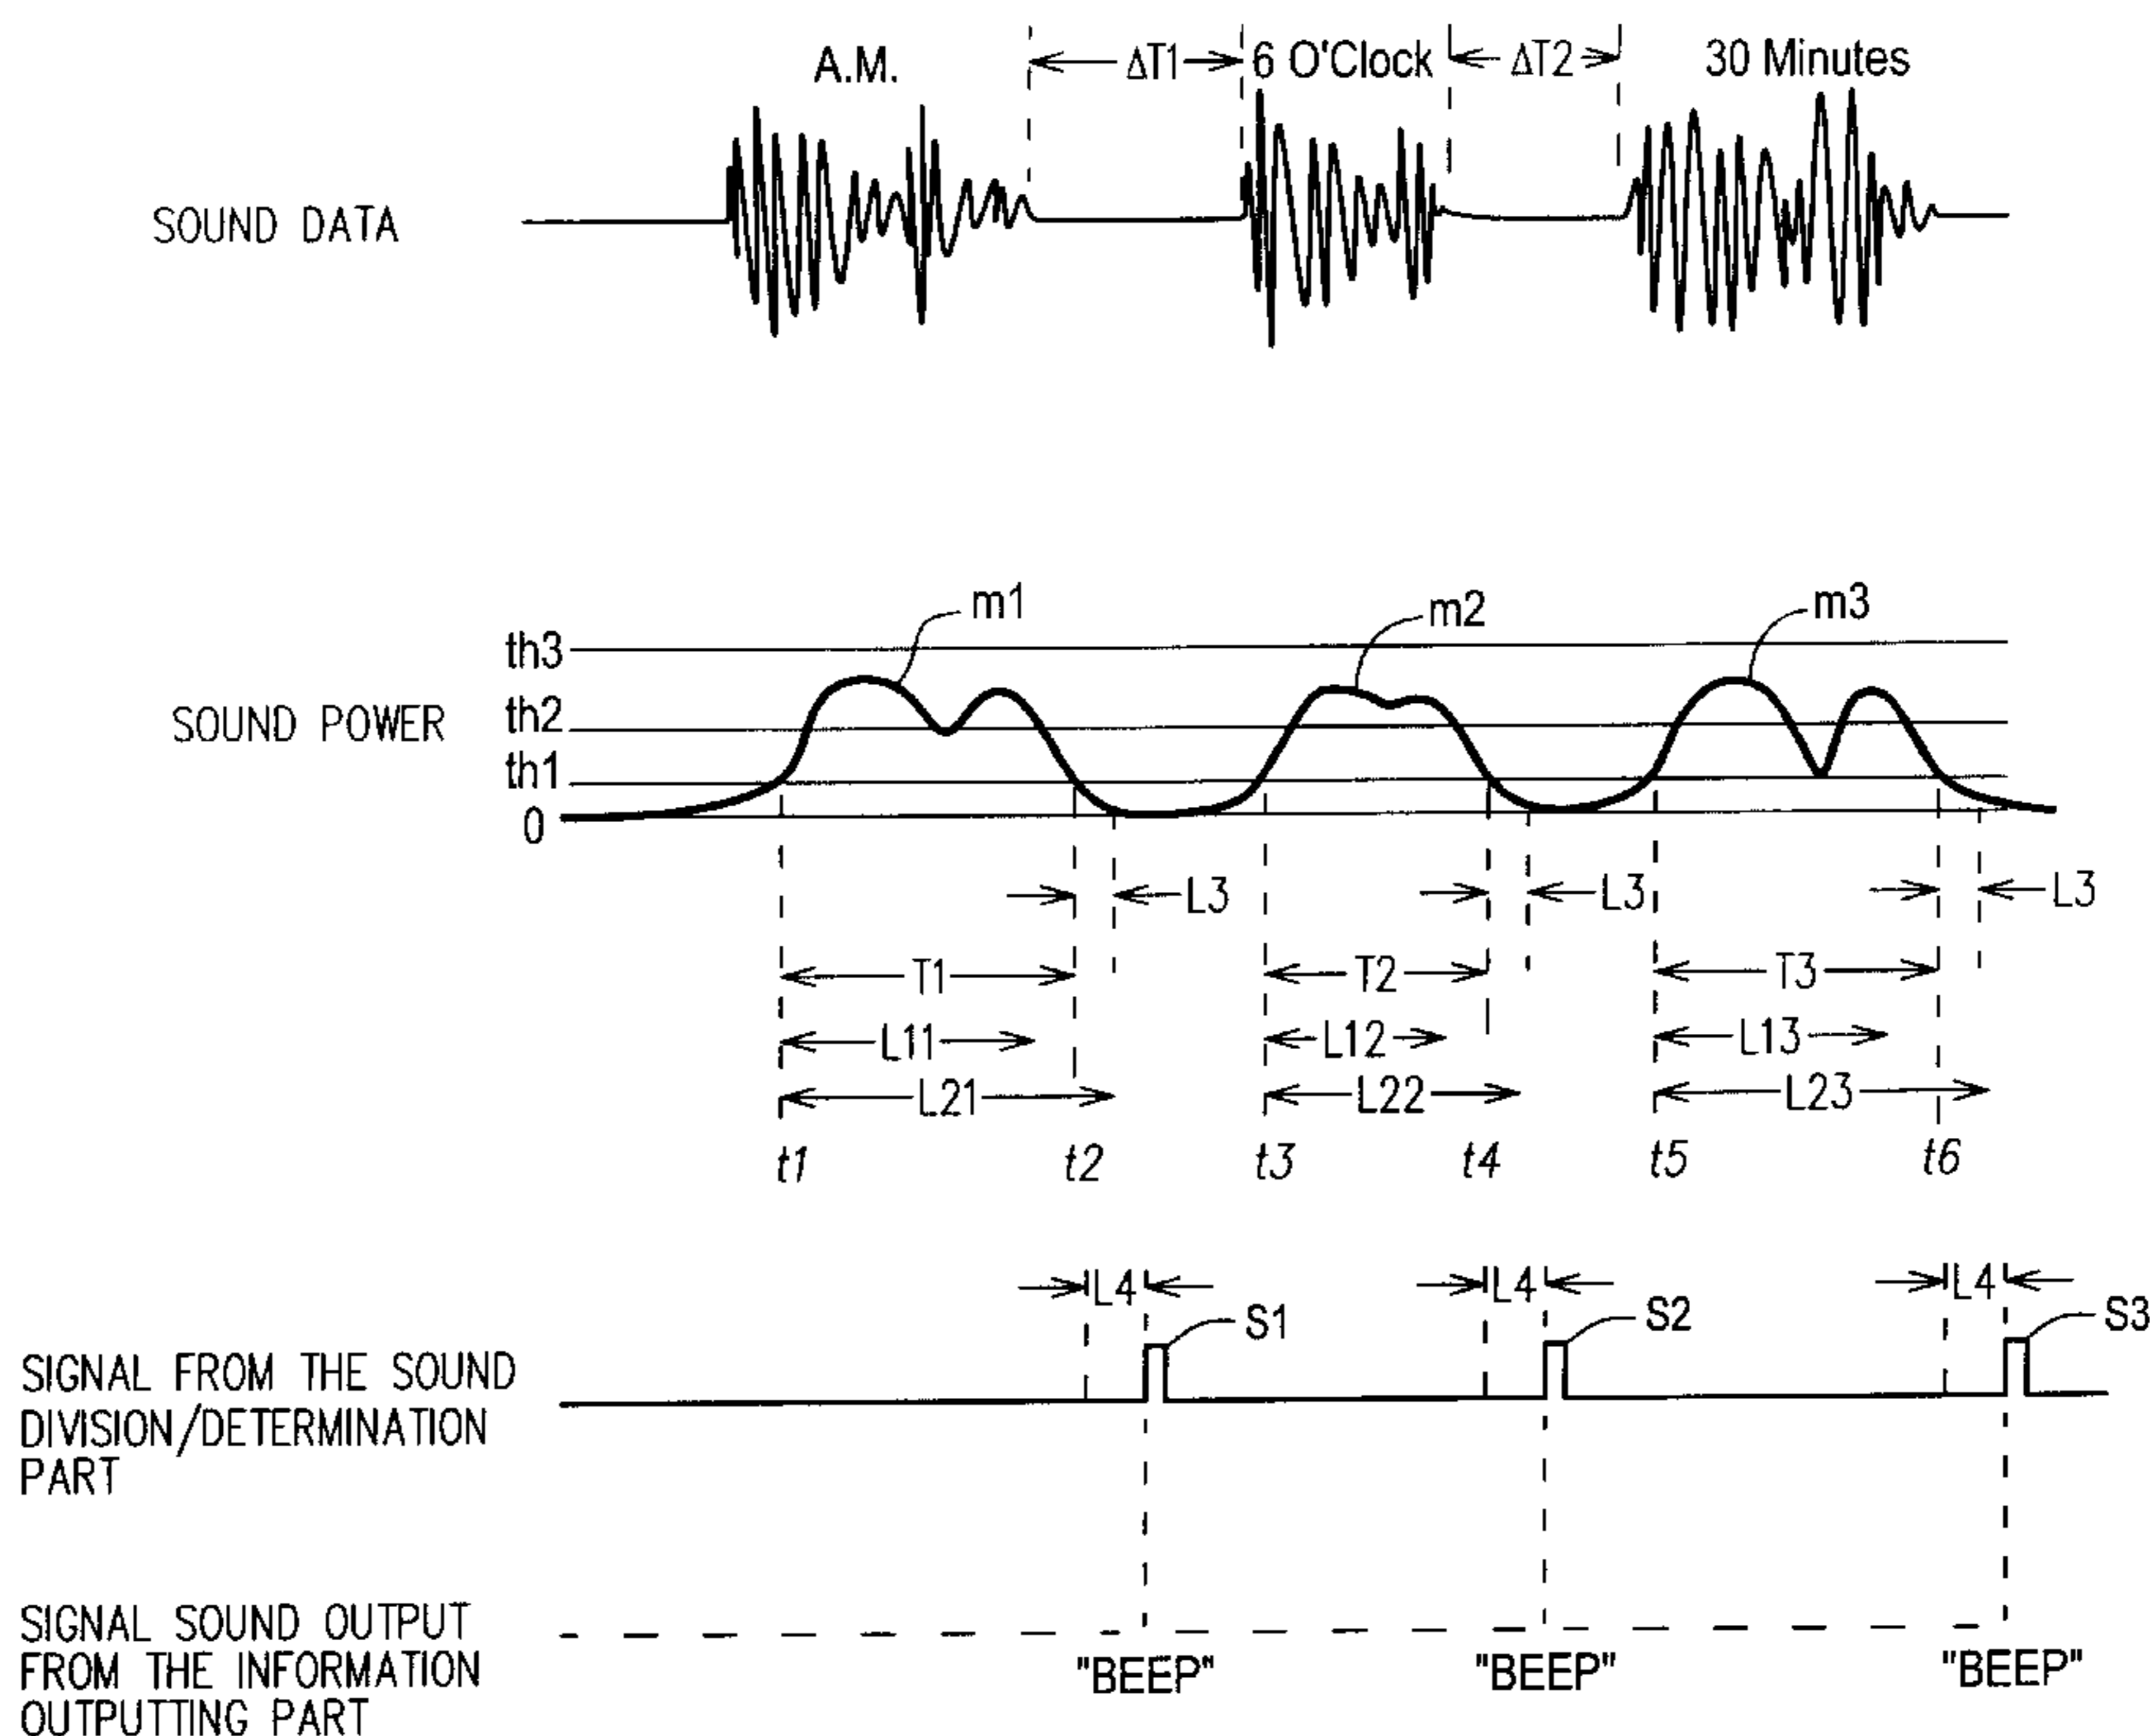 A.M. ΔT1 6 O'Clock ΔT2 30 Minutes
SOUND DATA
m1 m2 m3
th3
SOUND POWER th2
th1
0
L3 L3 L3
T1 T2 T3
L11 L12 L13
L21 L22 L23
t1 t2 t3 t4 t5 t6
L4 L4 L4
S1 S2 S3
SIGNAL FROM THE SOUND
DIVISION/DETERMINATION
PART
SIGNAL SOUND OUTPUT
FROM THE INFORMATION
OUTPUTTING PART
"BEEP" "BEEP" "BEEP"